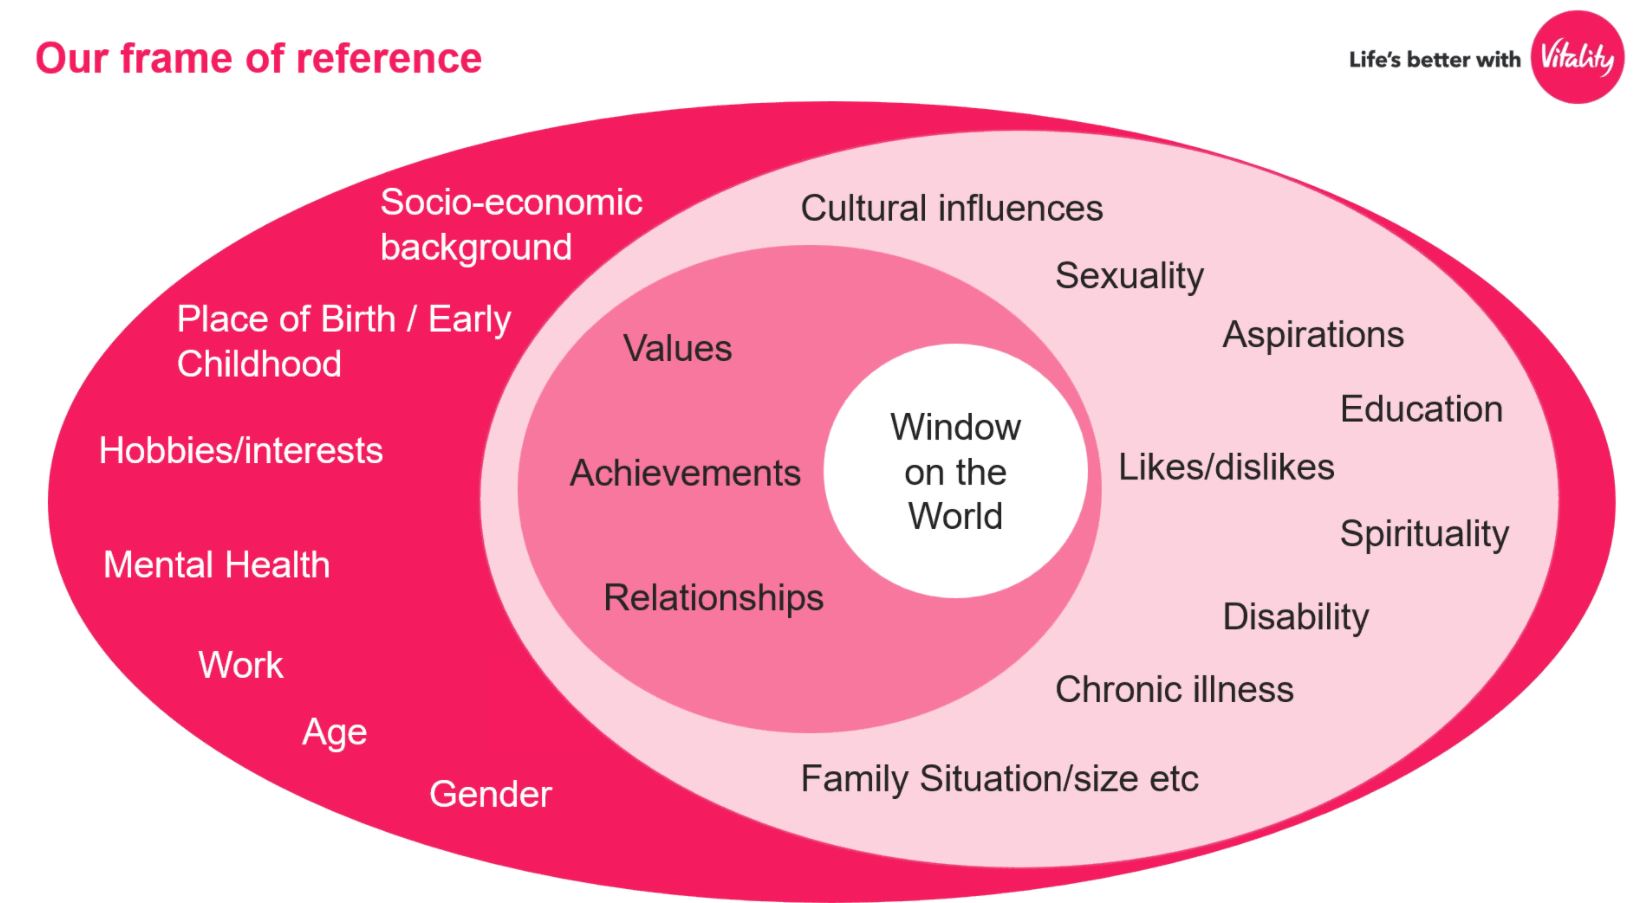 Our frame of reference
Life's better with
Vitality
Socio-economic
background
Cultural influences
Sexuality
Place of Birth / Early
Childhood
Values
Aspirations
Education
Window
on the
World
Hobbies/interests
Achievements
Likes/dislikes
Spirituality
Mental Health
Relationships
Disability
Work
Chronic illness
Age
Family Situation/size etc
Gender